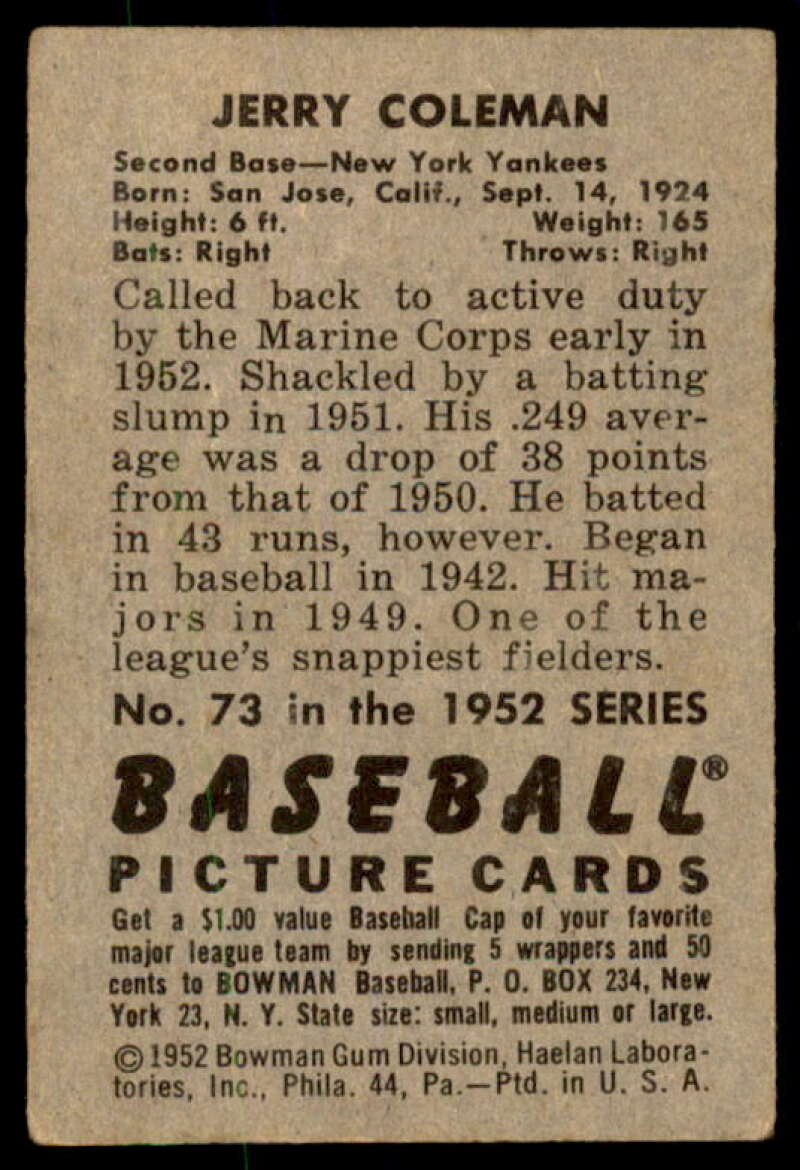 JERRY COLEMAN
Second Base—New York Yankees
Born: San Jose, Calif., Sept. 14, 1924
Height: 6 ft. Weight: 165
Bats: Right Throws: Right
Called back to active duty
by the Marine Corps early in
1952. Shackled by a batting
slump in 1951. His .249 aver-
age was a drop of 38 points
from that of 1950. He batted
in 43 runs, however. Began
in baseball in 1942. Hit ma-
jors in 1949. One of the
league's snappiest fielders.
No. 73 in the 1952 SERIES
BASEBALL®
PICTURE CARDS
Get a $1.00 value Baseball Cap of your favorite
major league team by sending 5 wrappers and 50
cents to BOWMAN Baseball, P. O. BOX 234, New
York 23, N. Y. State size: small, medium or large.
© 1952 Bowman Gum Division, Haelan Labora-
tories, Inc., Phila. 44, Pa.—Ptd. in U. S. A.